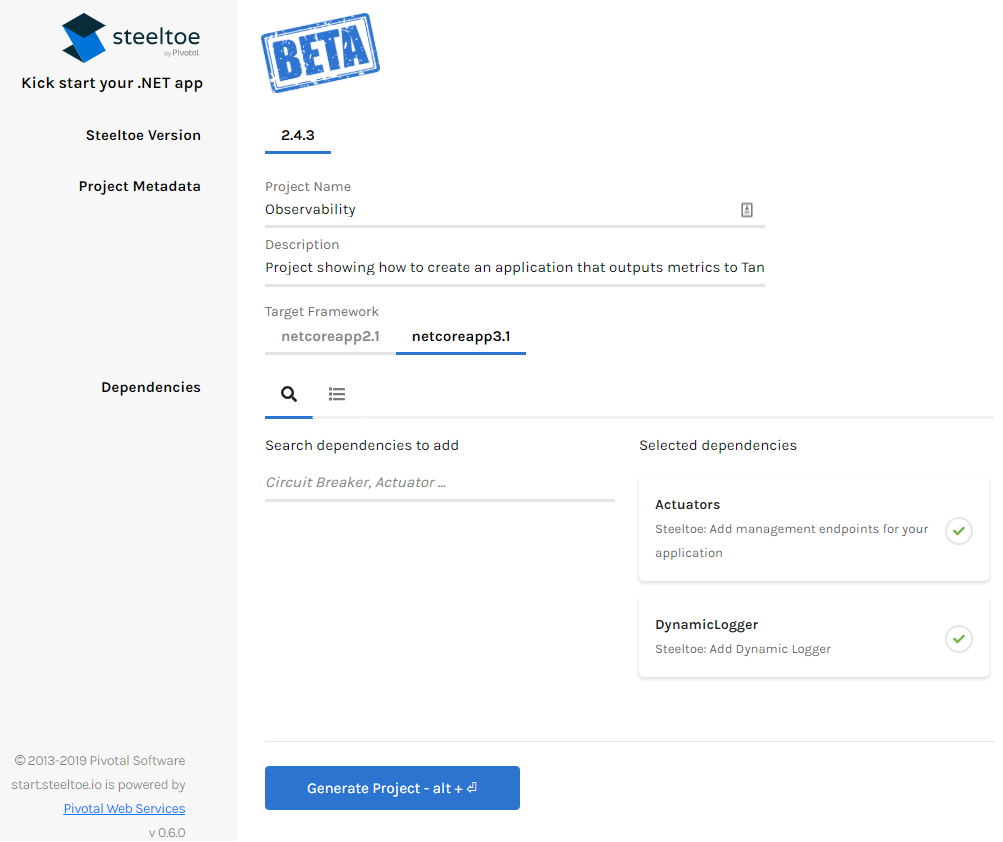 steeltoe
by Pivotal.
Kick start your .NET app
BETA
Steeltoe Version
2.4.3
Project Metadata
Project Name
Observability
Description
Project showing how to create an application that outputs metrics to Tan
Target Framework
netcoreapp2.1
netcoreapp3.1
Dependencies
Search dependencies to add
Circuit Breaker, Actuator ...
Selected dependencies
Actuators
Steeltoe: Add management endpoints for your
application
DynamicLogger
Steeltoe: Add Dynamic Logger
© 2013-2019 Pivotal Software
start.steeltoe.io is powered by
Pivotal Web Services
v 0.6.0
Generate Project - alt + ⏎